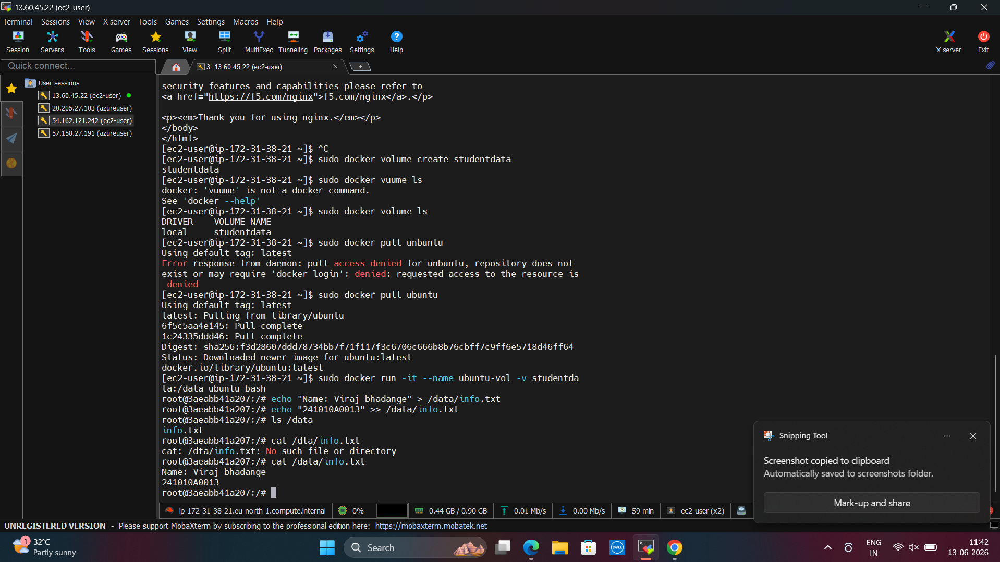 13.60.45.22 (ec2-user)
Terminal Sessions View X server Tools Games Settings Macros Help
Session Servers Tools Games Sessions View Split MultiExec Tunneling Packages Settings Help X server Exit
Quick connect...
3. 13.60.45.22 (ec2-user)
User sessions
13.60.45.22 (ec2-user)
20.205.27.103 (azureuser)
54.162.121.242 (ec2-user)
57.158.27.191 (azureuser)
security features and capabilities please refer to
<a href="https://f5.com/nginx">f5.com/nginx</a>.</p>
<p><em>Thank you for using nginx.</em></p>
</body>
</html>
[ec2-user@ip-172-31-38-21 ~]$ ^C
[ec2-user@ip-172-31-38-21 ~]$ sudo docker volume create studentdata
studentdata
[ec2-user@ip-172-31-38-21 ~]$ sudo docker vuume ls
docker: 'vuume' is not a docker command.
See 'docker --help'
[ec2-user@ip-172-31-38-21 ~]$ sudo docker volume ls
DRIVER    VOLUME NAME
local     studentdata
[ec2-user@ip-172-31-38-21 ~]$ sudo docker pull unbuntu
Using default tag: latest
Error response from daemon: pull access denied for unbuntu, repository does not
exist or may require 'docker login': denied: requested access to the resource is
denied
[ec2-user@ip-172-31-38-21 ~]$ sudo docker pull ubuntu
Using default tag: latest
latest: Pulling from library/ubuntu
6f5c5aa4e145: Pull complete
1c24335ddd46: Pull complete
Digest: sha256:f3d28607ddd78734bb7f71f117f3c6706c666b8b76cbff7c9ff6e5718d46ff64
Status: Downloaded newer image for ubuntu:latest
docker.io/library/ubuntu:latest
[ec2-user@ip-172-31-38-21 ~]$ sudo docker run -it --name ubuntu-vol -v studentda
ta:/data ubuntu bash
root@3aeabb41a207:/# echo "Name: Viraj bhadange" > /data/info.txt
root@3aeabb41a207:/# echo "241010A0013" >> /data/info.txt
root@3aeabb41a207:/# ls /data
info.txt
root@3aeabb41a207:/# cat /dta/info.txt
cat: /dta/info.txt: No such file or directory
root@3aeabb41a207:/# cat /data/info.txt
Name: Viraj bhadange
241010A0013
root@3aeabb41a207:/#
Snipping Tool
Screenshot copied to clipboard
Automatically saved to screenshots folder.
Mark-up and share
ip-172-31-38-21.eu-north-1.compute.internal 0% 0.44 GB / 0.90 GB 0.01 Mb/s 0.00 Mb/s 59 min ec2-user (x2)
UNREGISTERED VERSION - Please support MobaXterm by subscribing to the professional edition here: https://mobaxterm.mobatek.net
1
32°C
Partly sunny
Search
DELL
ENG
IN
11:42
13-06-2026